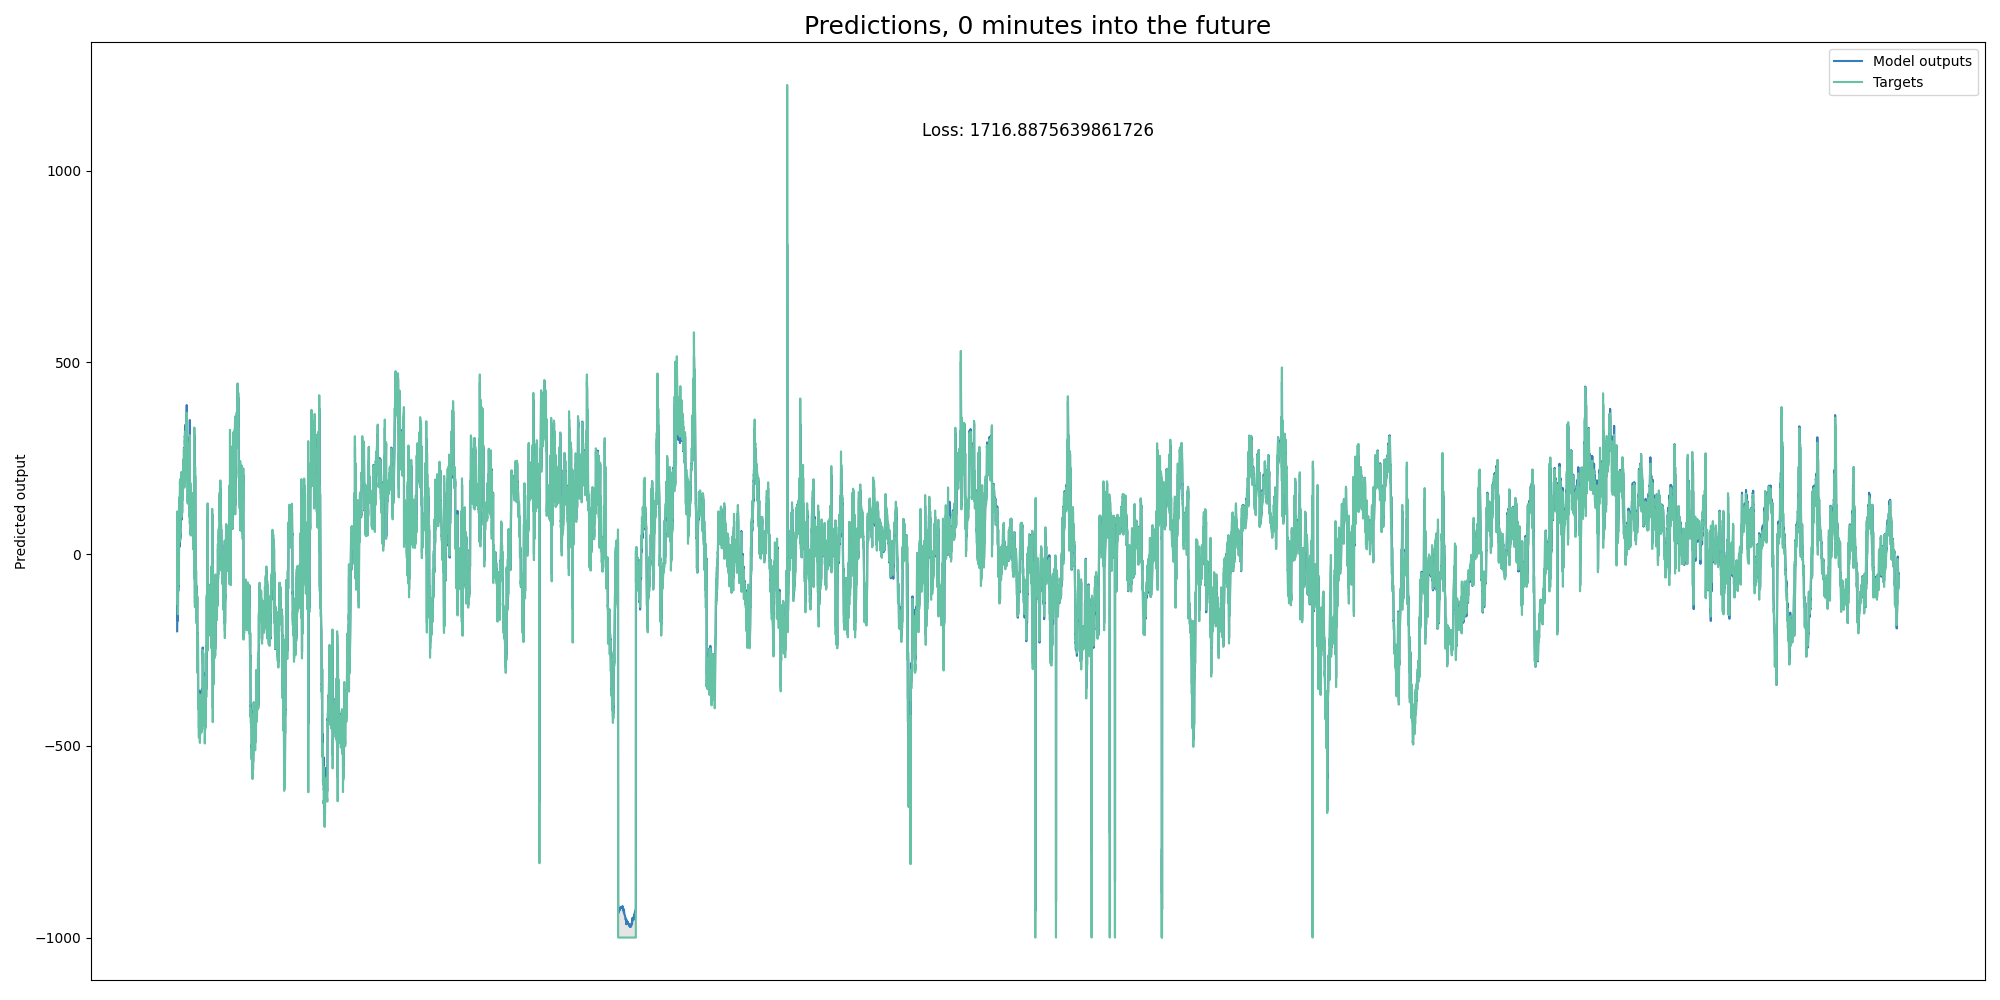 Predictions, 0 minutes into the future
Model outputs
Targets
Loss: 1716.8875639861726
1000
500
0
−500
−1000
Predicted output